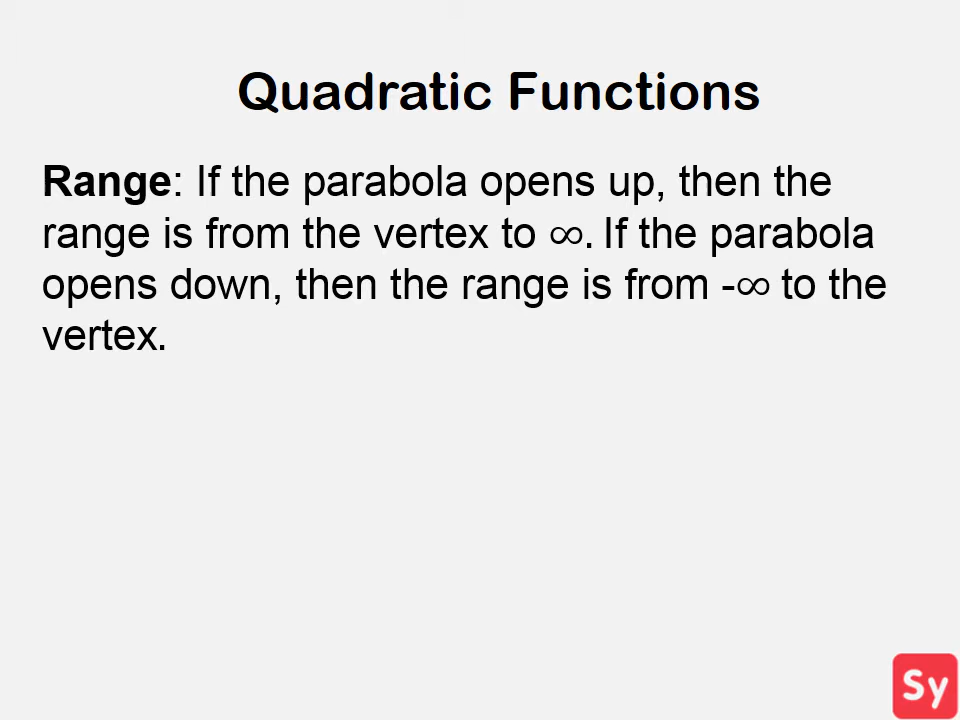 Quadratic Functions
Range: If the parabola opens up, then the
range is from the vertex to ∞. If the parabola
opens down, then the range is from -∞ to the
vertex.
Sy